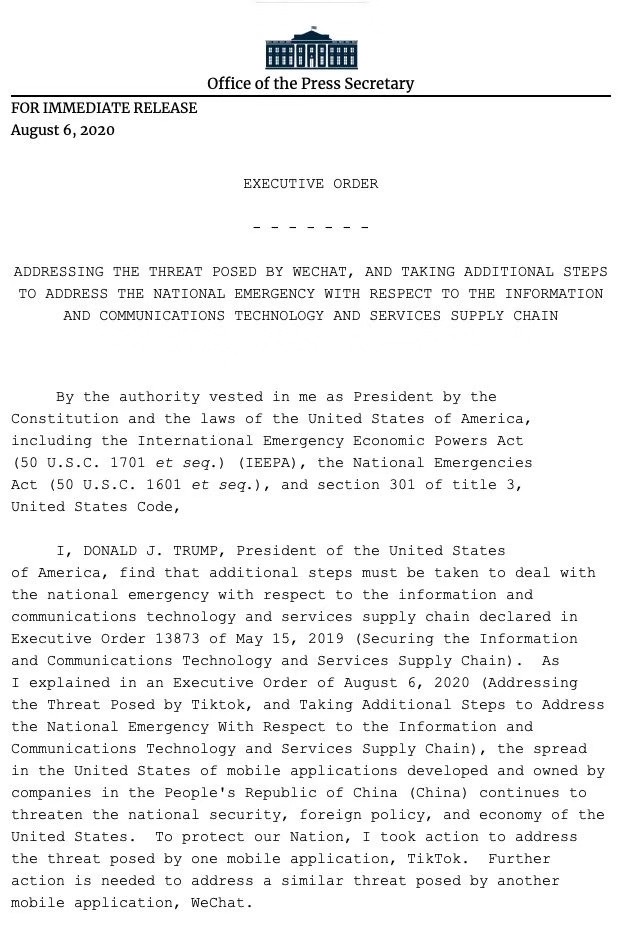 Office of the Press Secretary
FOR IMMEDIATE RELEASE
August 6, 2020
EXECUTIVE ORDER
- - - - - - -
ADDRESSING THE THREAT POSED BY WECHAT, AND TAKING ADDITIONAL STEPS
TO ADDRESS THE NATIONAL EMERGENCY WITH RESPECT TO THE INFORMATION
AND COMMUNICATIONS TECHNOLOGY AND SERVICES SUPPLY CHAIN
By the authority vested in me as President by the
Constitution and the laws of the United States of America,
including the International Emergency Economic Powers Act
(50 U.S.C. 1701 et seq.) (IEEPA), the National Emergencies
Act (50 U.S.C. 1601 et seq.), and section 301 of title 3,
United States Code,
I, DONALD J. TRUMP, President of the United States
of America, find that additional steps must be taken to deal with
the national emergency with respect to the information and
communications technology and services supply chain declared in
Executive Order 13873 of May 15, 2019 (Securing the Information
and Communications Technology and Services Supply Chain). As
I explained in an Executive Order of August 6, 2020 (Addressing
the Threat Posed by Tiktok, and Taking Additional Steps to Address
the National Emergency With Respect to the Information and
Communications Technology and Services Supply Chain), the spread
in the United States of mobile applications developed and owned by
companies in the People's Republic of China (China) continues to
threaten the national security, foreign policy, and economy of the
United States. To protect our Nation, I took action to address
the threat posed by one mobile application, TikTok. Further
action is needed to address a similar threat posed by another
mobile application, WeChat.